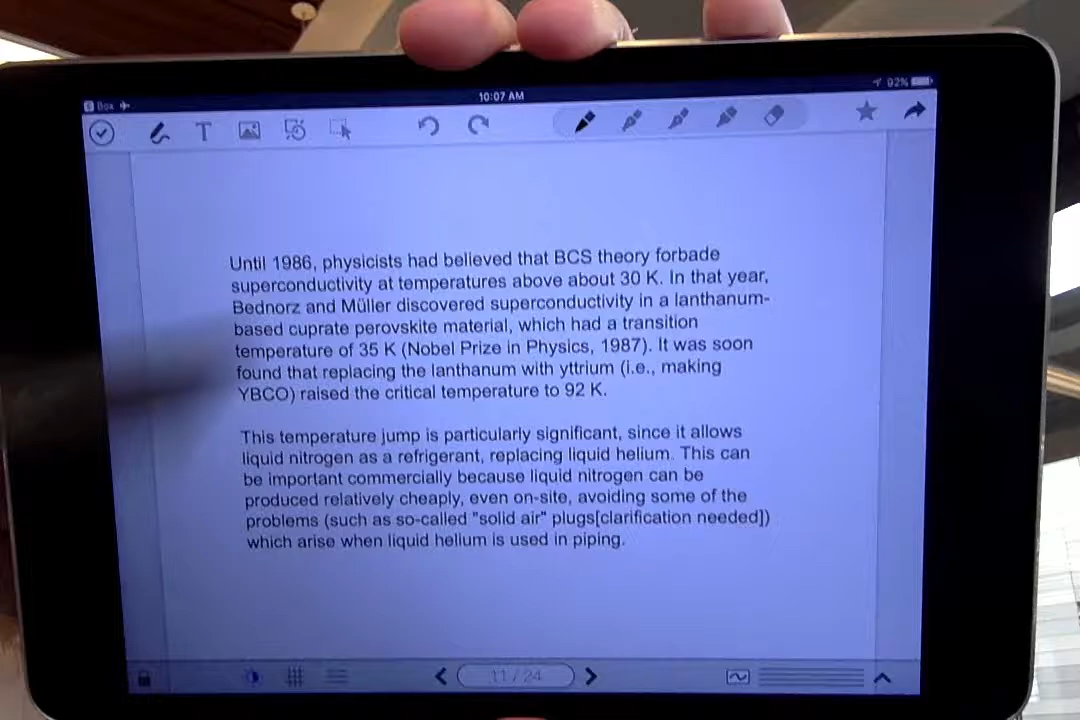 Box
10:07 AM
92%
T
Until 1986, physicists had believed that BCS theory forbade
superconductivity at temperatures above about 30 K. In that year,
Bednorz and Müller discovered superconductivity in a lanthanum-
based cuprate perovskite material, which had a transition
temperature of 35 K (Nobel Prize in Physics, 1987). It was soon
found that replacing the lanthanum with yttrium (i.e., making
YBCO) raised the critical temperature to 92 K.
This temperature jump is particularly significant, since it allows
liquid nitrogen as a refrigerant, replacing liquid helium. This can
be important commercially because liquid nitrogen can be
produced relatively cheaply, even on-site, avoiding some of the
problems (such as so-called "solid air" plugs[clarification needed])
which arise when liquid helium is used in piping.
11 / 24